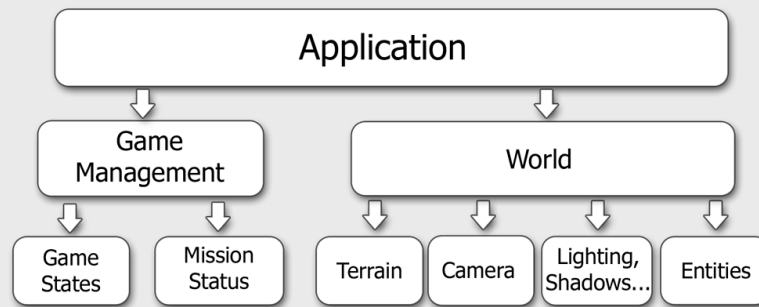 Application
Game
Management
World
Game
States
Mission
Status
Terrain
Camera
Lighting,
Shadows...
Entities